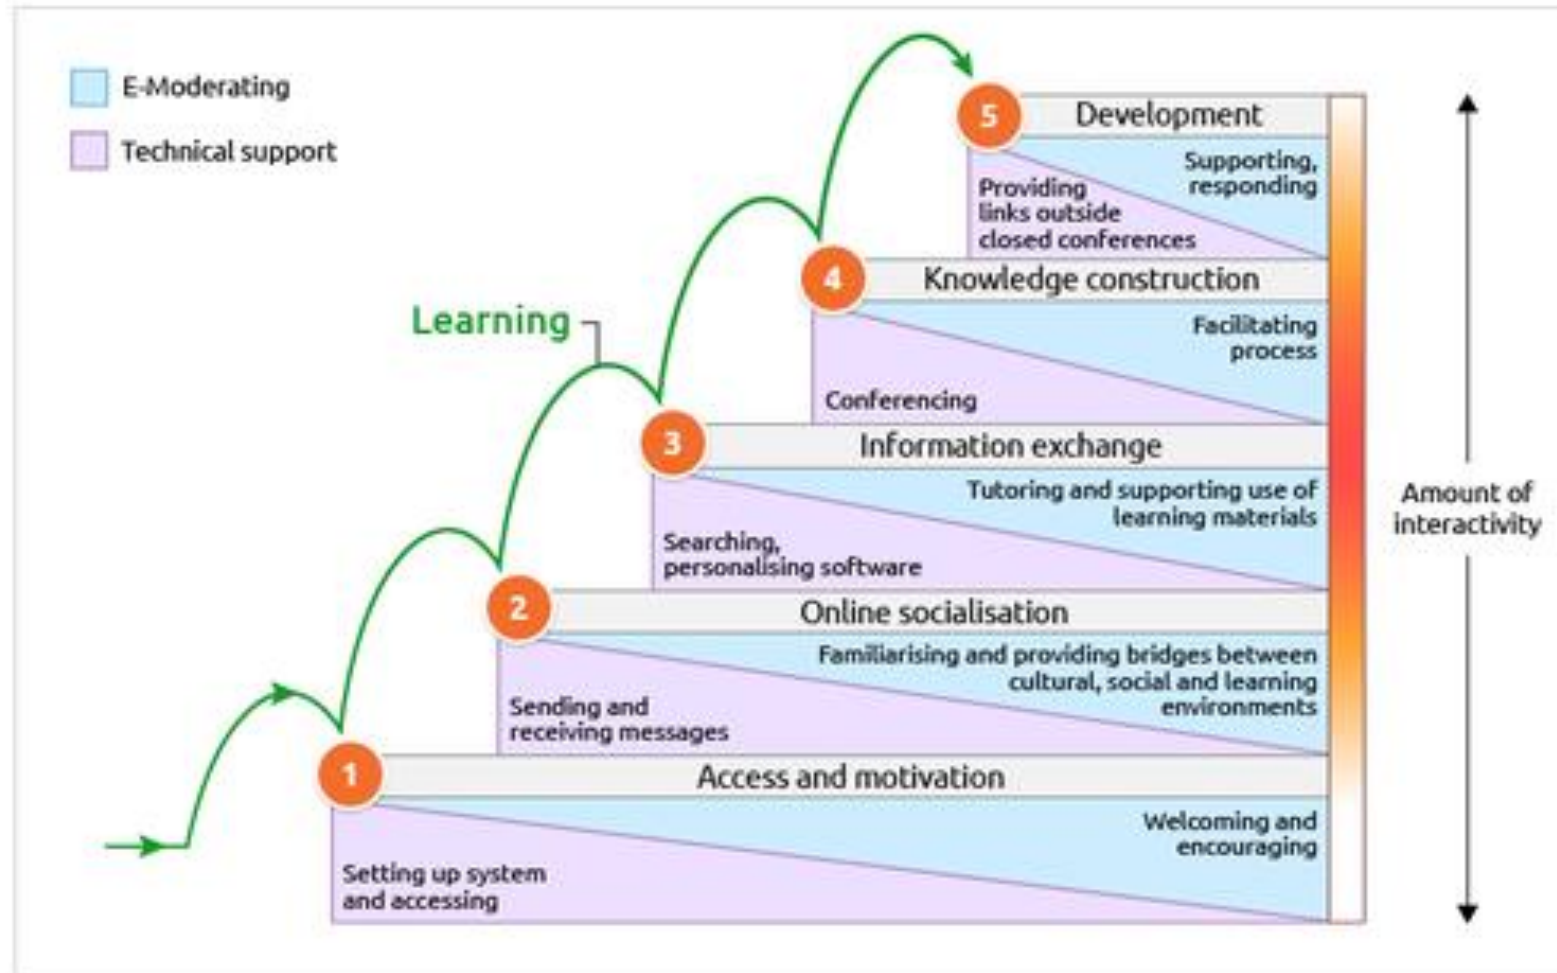 E-Moderating
Technical support
Learning
5
Development
Supporting,
responding
Providing
links outside
closed conferences
4
Knowledge construction
Facilitating
process
Conferencing
3
Information exchange
Tutoring and supporting use of
learning materials
Searching,
personalising software
2
Online socialisation
Familiarising and providing bridges between
cultural, social and learning
environments
Sending and
receiving messages
1
Access and motivation
Welcoming and
encouraging
Setting up system
and accessing
Amount of
interactivity